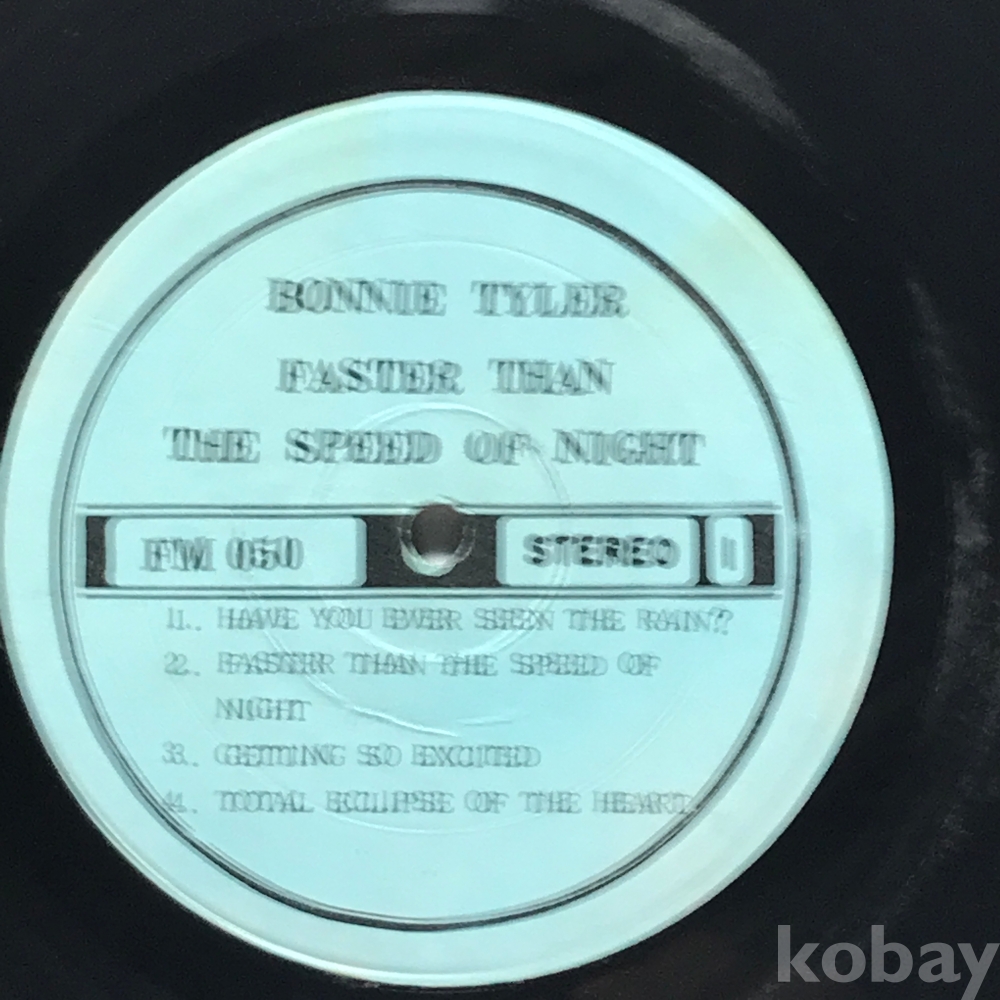 BONNIE TYLER
FASTER THAN
THE SPEED OF NIGHT
FM 050 STEREO I
1. HAVE YOU EVER SEEN THE RAIN?
2. FASTER THAN THE SPEED OF
NIGHT
3. GETTING SO EXCITED
4. TOTAL ECLIPSE OF THE HEART
kobay